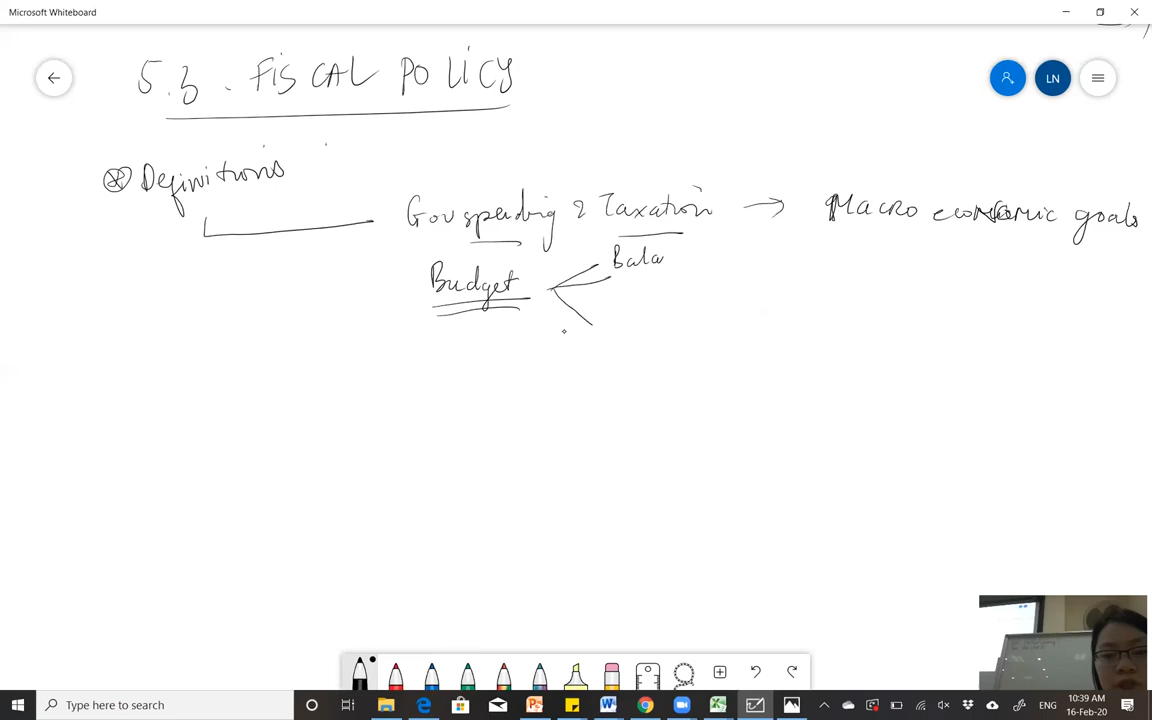 Microsoft Whiteboard
5.3. FISCAL POLICY
LN
Definitions
Gov spending & Taxation → Macro economic goals
Budget
Bala
Type here to search
ENG
10:39 AM
16-Feb-20